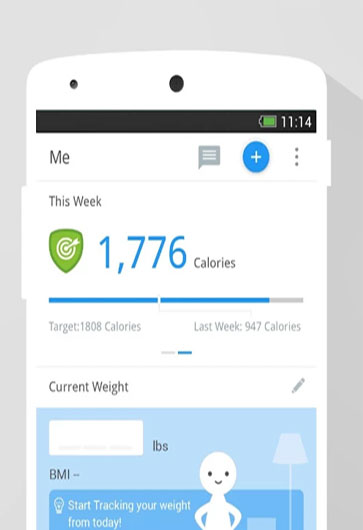 11:14
Me
This Week
1,776 Calories
Target:1808 Calories
Last Week: 947 Calories
Current Weight
lbs
BMI --
Start Tracking your weight
from today!